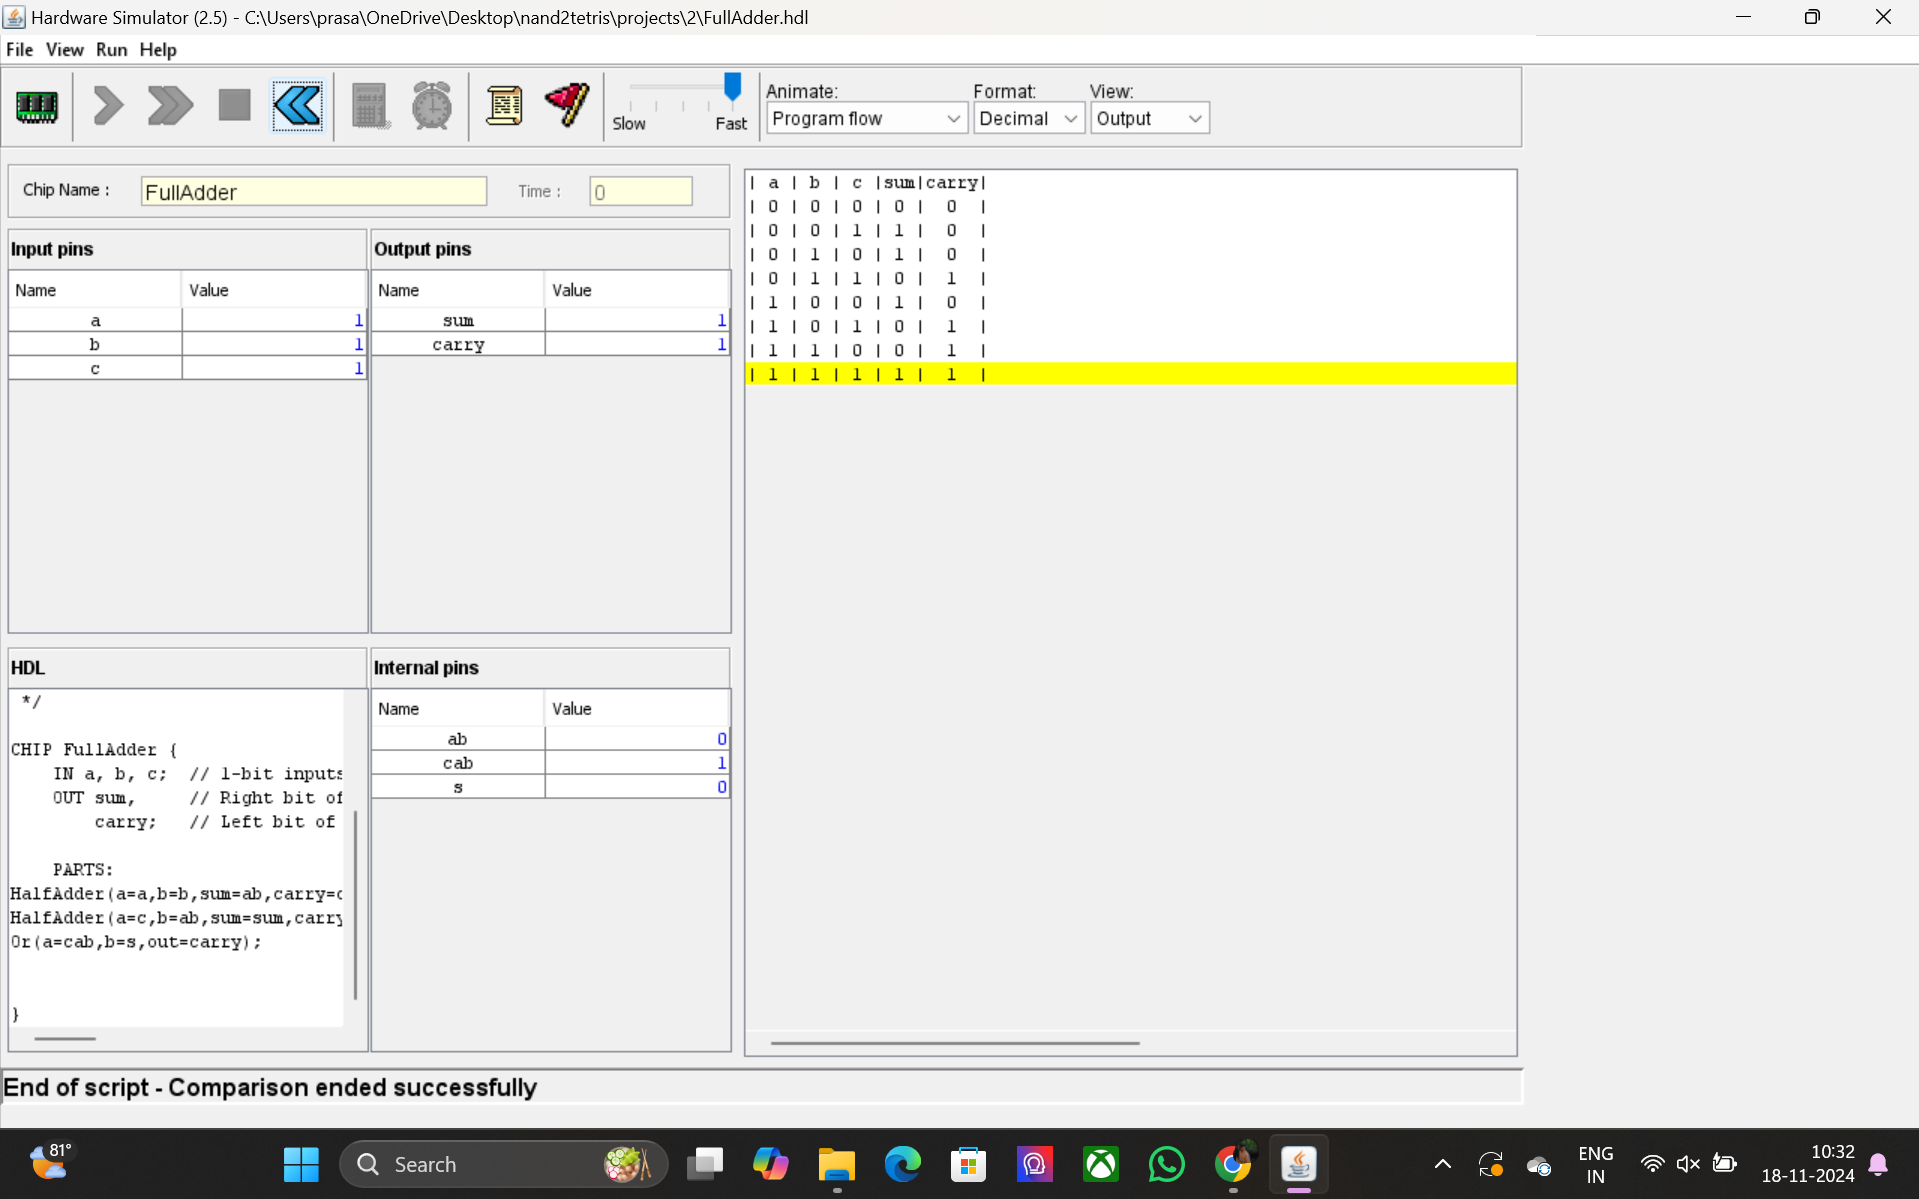 Hardware Simulator (2.5) - C:\Users\prasa\OneDrive\Desktop\nand2tetris\projects\2\FullAdder.hdl
File View Run Help
Slow Fast
Animate: Format: View:
Program flow Decimal Output
Chip Name : FullAdder Time : 0
Input pins
Name Value
a 1
b 1
c 1
Output pins
Name Value
sum 1
carry 1
| a | b | c |sum|carry|
| 0 | 0 | 0 | 0 | 0 |
| 0 | 0 | 1 | 1 | 0 |
| 0 | 1 | 0 | 1 | 0 |
| 0 | 1 | 1 | 0 | 1 |
| 1 | 0 | 0 | 1 | 0 |
| 1 | 0 | 1 | 0 | 1 |
| 1 | 1 | 0 | 0 | 1 |
| 1 | 1 | 1 | 1 | 1 |
HDL
*/
CHIP FullAdder {
IN a, b, c; // 1-bit inputs
OUT sum, // Right bit of
carry; // Left bit of
PARTS:
HalfAdder(a=a,b=b,sum=ab,carry=c
HalfAdder(a=c,b=ab,sum=sum,carry
Or(a=cab,b=s,out=carry);
}
Internal pins
Name Value
ab 0
cab 1
s 0
End of script - Comparison ended successfully
81°
Search
ENG
IN
10:32
18-11-2024